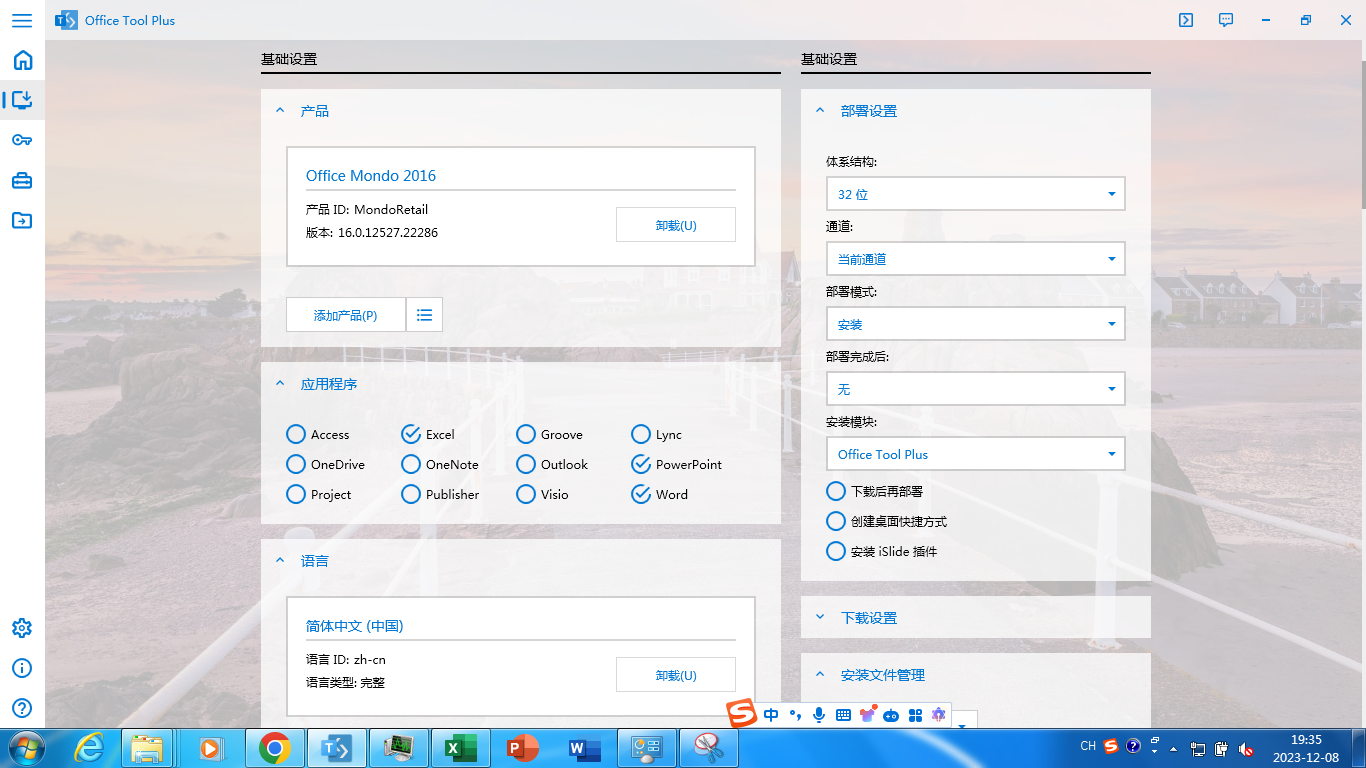 Office Tool Plus
基础设置
产品
Office Mondo 2016
产品 ID: MondoRetail
版本: 16.0.12527.22286
卸载(U)
添加产品(P)
应用程序
Access
Excel
Groove
Lync
OneDrive
OneNote
Outlook
PowerPoint
Project
Publisher
Visio
Word
语言
简体中文 (中国)
语言 ID: zh-cn
语言类型: 完整
卸载(U)
基础设置
部署设置
体系结构:
32 位
通道:
当前通道
部署模式:
安装
部署完成后:
无
安装模块:
Office Tool Plus
下载后再部署
创建桌面快捷方式
安装 iSlide 插件
下载设置
安装文件管理
中
CH
19:35
2023-12-08